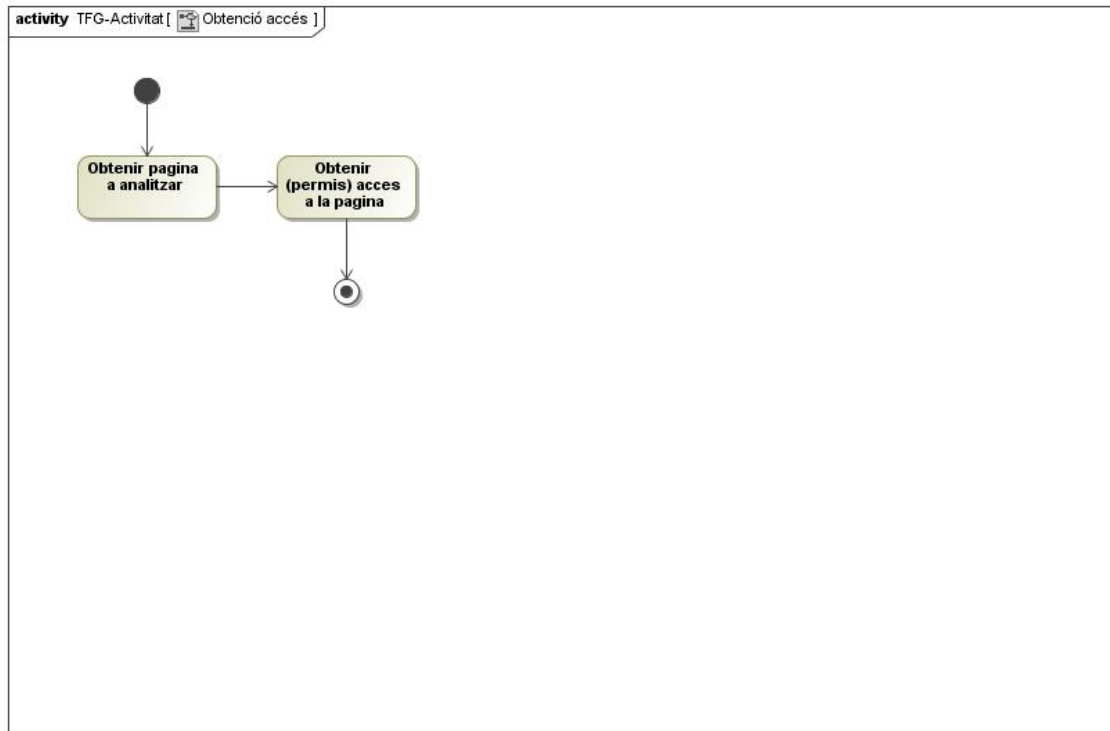 activity TFG-Activitat [ Obtenció accés ]
Obtenir pagina
a analitzar
Obtenir
(permis) acces
a la pagina